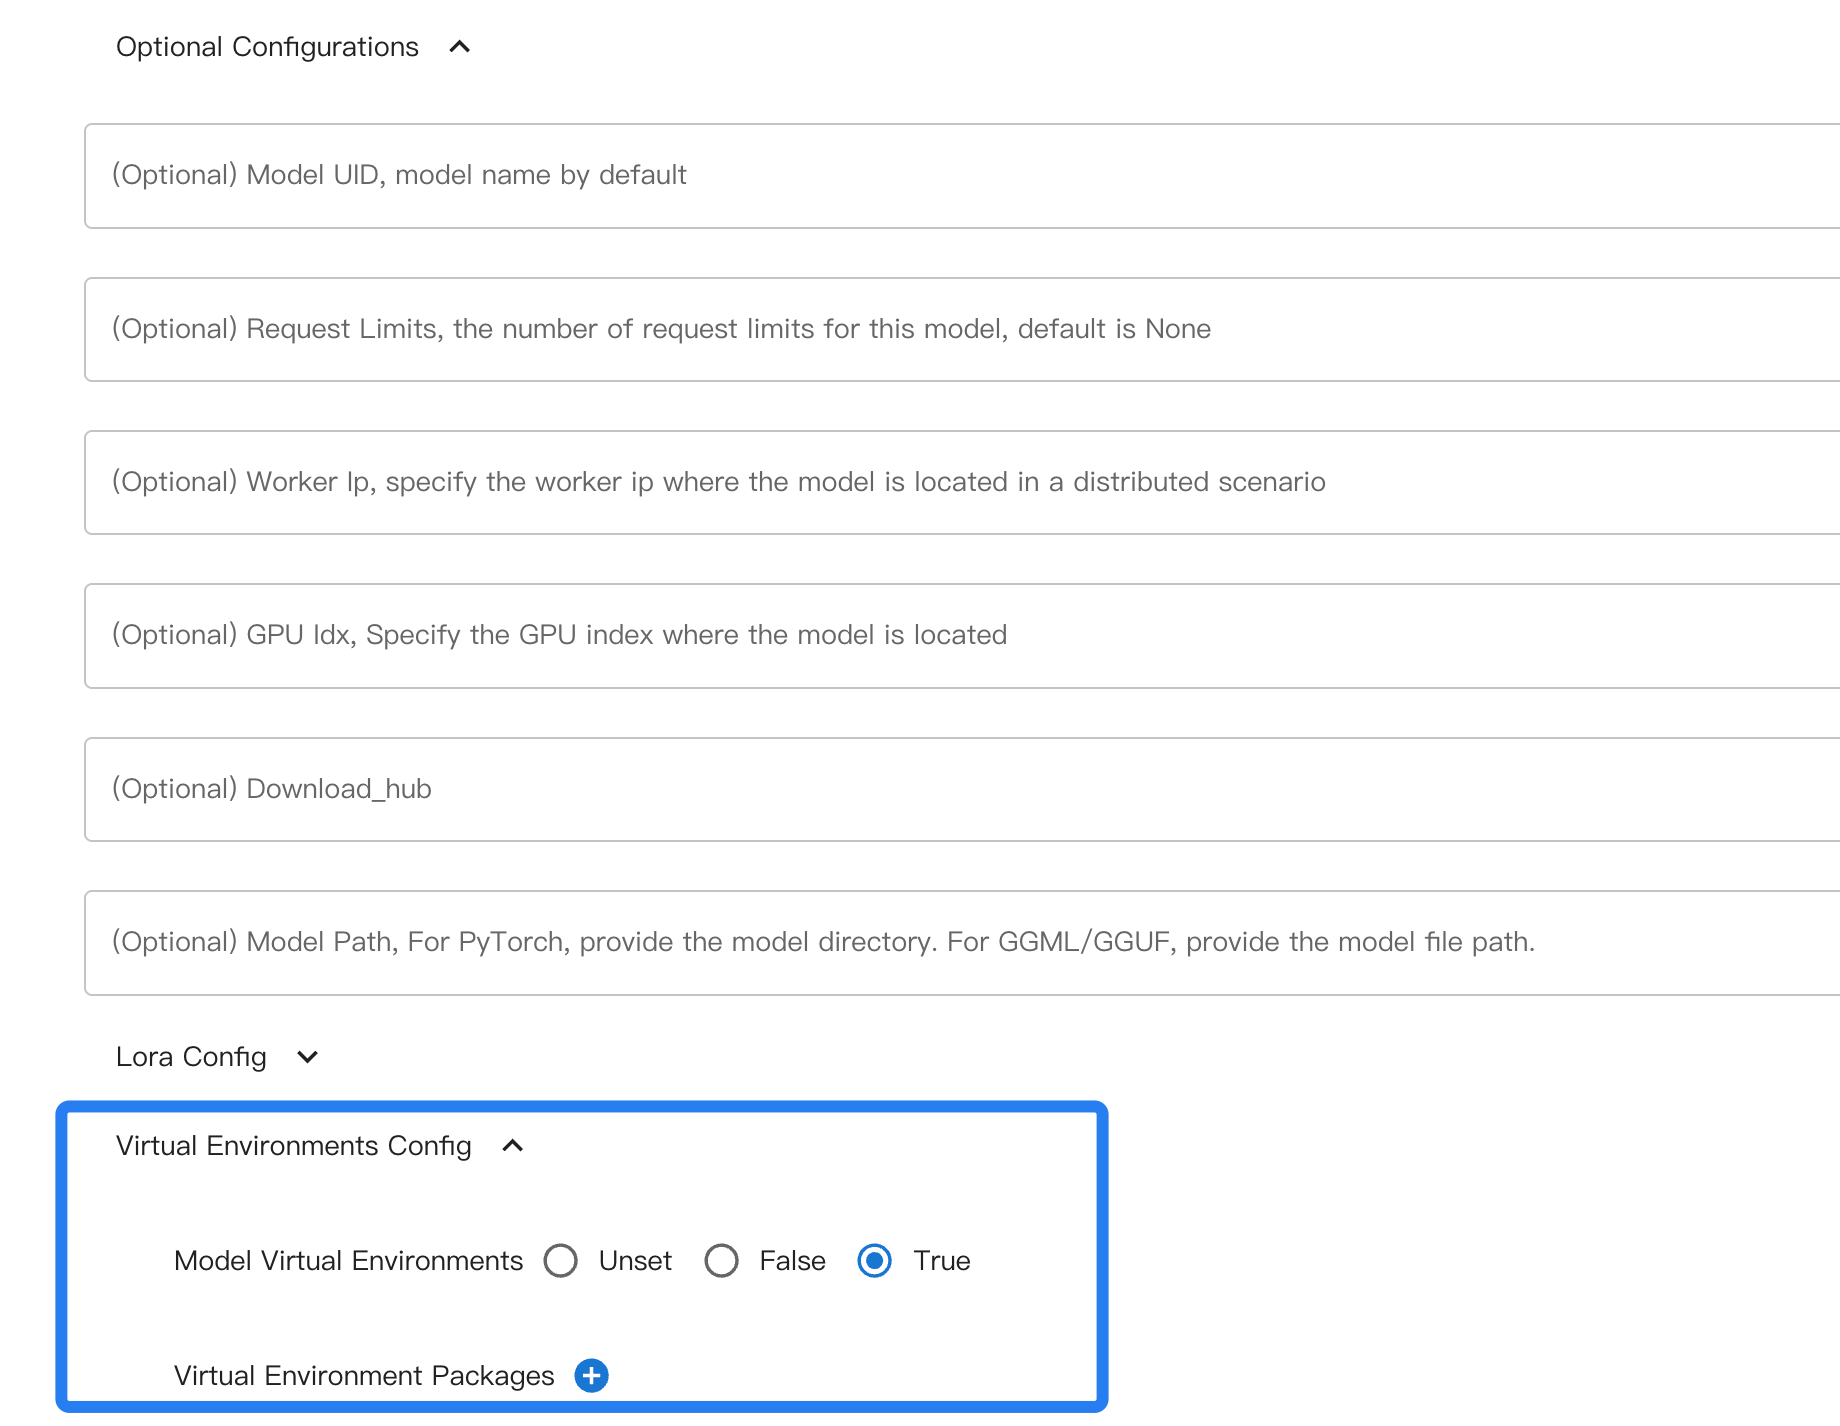 Optional Configurations
(Optional) Model UID, model name by default
(Optional) Request Limits, the number of request limits for this model, default is None
(Optional) Worker Ip, specify the worker ip where the model is located in a distributed scenario
(Optional) GPU Idx, Specify the GPU index where the model is located
(Optional) Download_hub
(Optional) Model Path, For PyTorch, provide the model directory. For GGML/GGUF, provide the model file path.
Lora Config
Virtual Environments Config
Model Virtual Environments Unset False True
Virtual Environment Packages